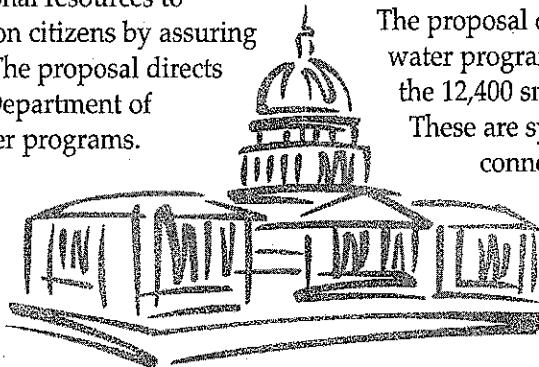 onal resources to
on citizens by assuring
The proposal directs
Department of
er programs.
The proposal
water progra
the 12,400 sr
These are sy
conne